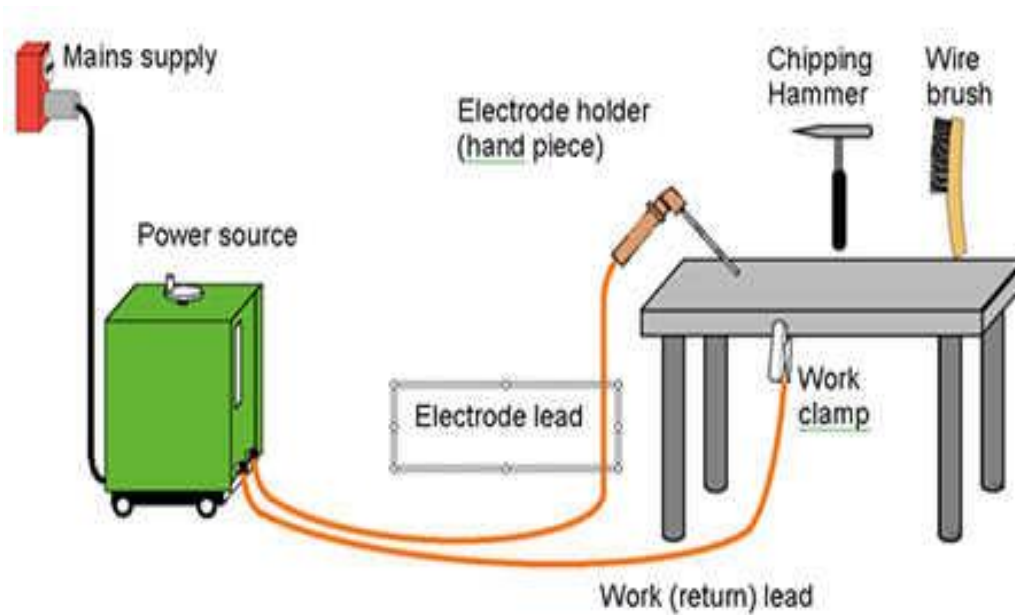 Mains supply
Chipping
Hammer
Wire
brush
Electrode holder
(hand piece)
Power source
Electrode lead
Work
clamp
Work (return) lead